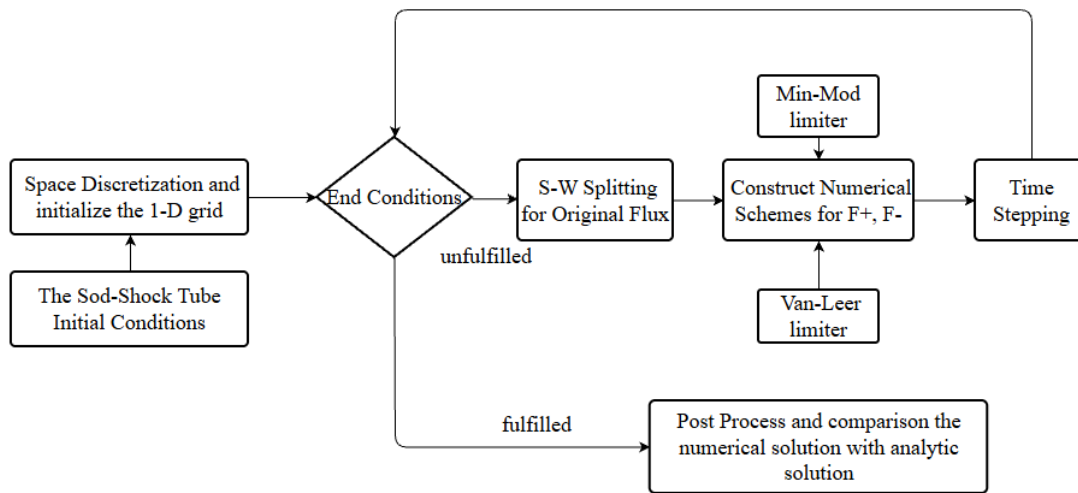 Space Discretization and
initialize the 1-D grid
The Sod-Shock Tube
Initial Conditions
End Conditions
unfulfilled
S-W Splitting
for Original Flux
Min-Mod
limiter
Construct Numerical
Schemes for F+, F-
Van-Leer
limiter
Time
Stepping
fulfilled
Post Process and comparison the
numerical solution with analytic
solution